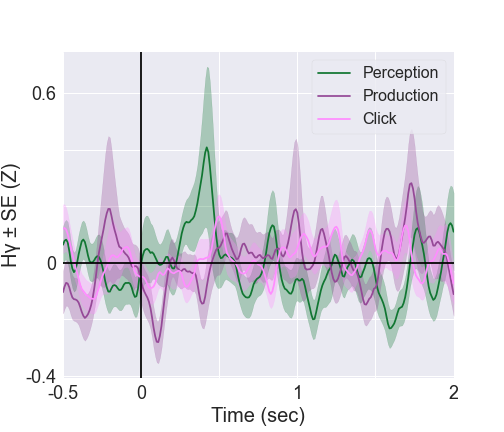 Perception
Production
Click
Hγ ± SE (Z)
0.6
0
-0.4
-0.5
0
1
2
Time (sec)